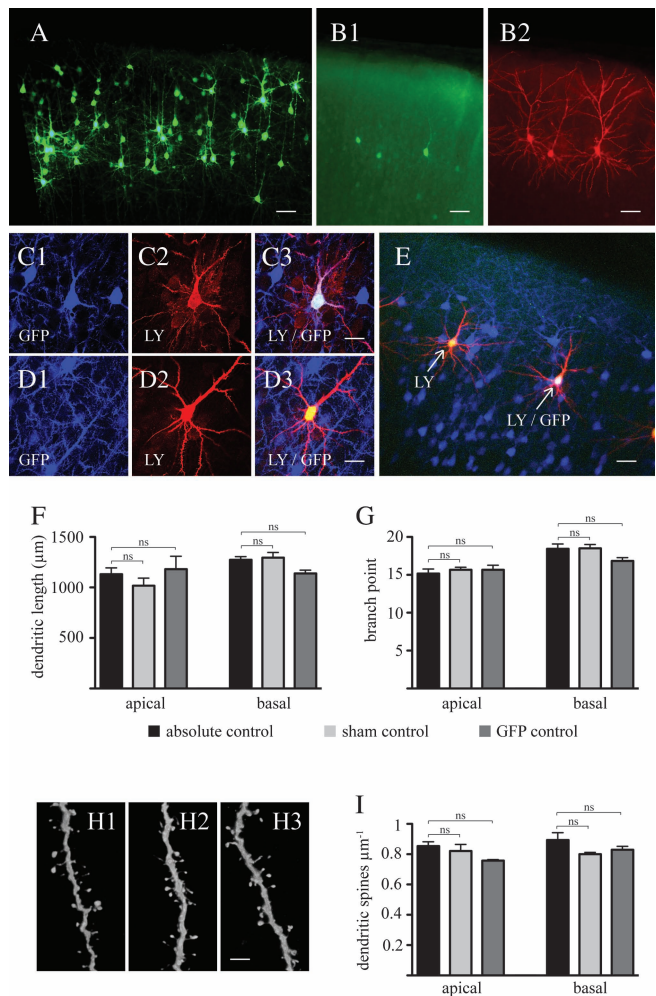 A
B1
B2
C1
GFP
C2
LY
C3
LY / GFP
E
LY
LY / GFP
D1
GFP
D2
LY
D3
LY / GFP
F
dendritic length (µm)
1500
1000
500
ns
ns
ns
ns
apical
basal
G
branch point
20
15
10
5
ns
ns
ns
ns
apical
basal
absolute control
sham control
GFP control
H1
H2
H3
I
dendritic spines µm⁻¹
1
0.8
0.6
0.4
0.2
ns
ns
ns
ns
apical
basal